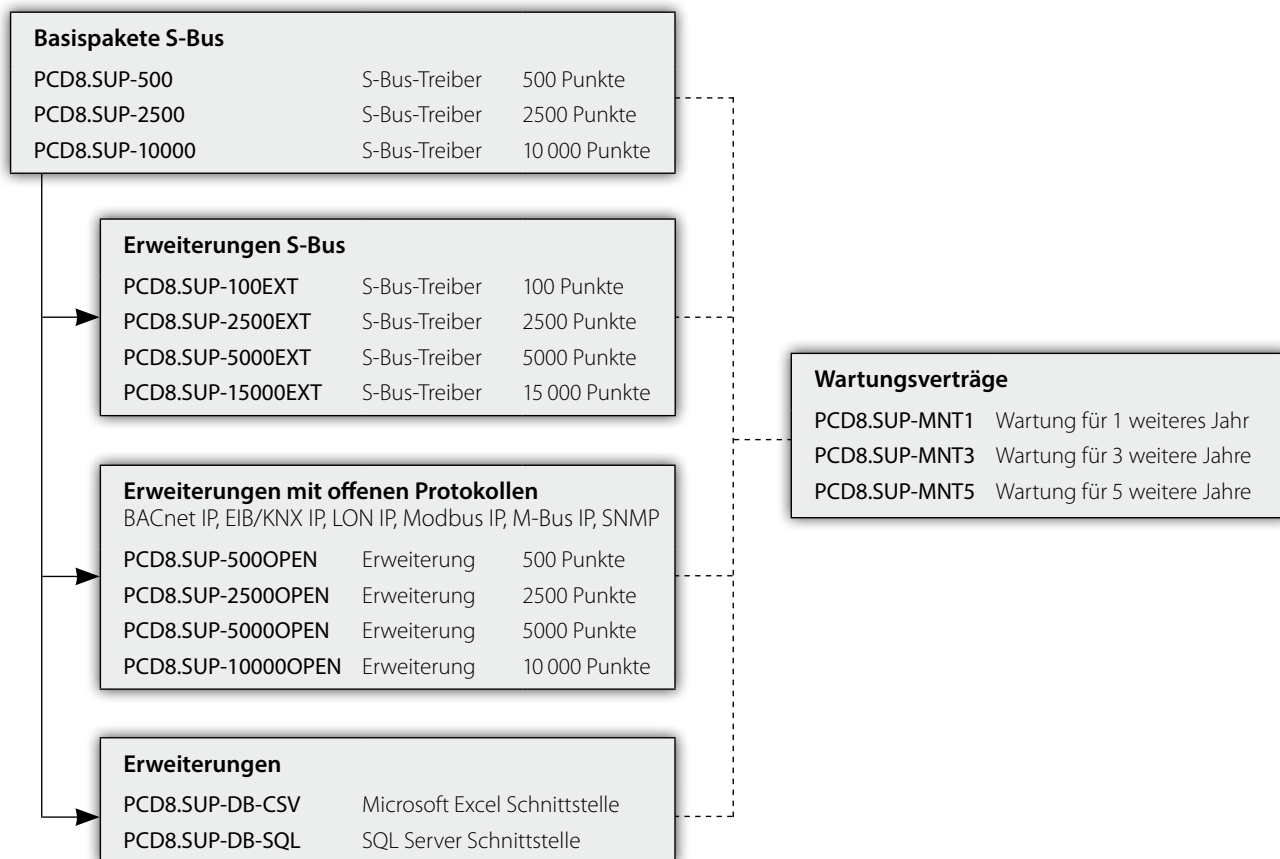 Basispakete S-Bus
PCD8.SUP-500 S-Bus-Treiber 500 Punkte
PCD8.SUP-2500 S-Bus-Treiber 2500 Punkte
PCD8.SUP-10000 S-Bus-Treiber 10 000 Punkte
Erweiterungen S-Bus
PCD8.SUP-100EXT S-Bus-Treiber 100 Punkte
PCD8.SUP-2500EXT S-Bus-Treiber 2500 Punkte
PCD8.SUP-5000EXT S-Bus-Treiber 5000 Punkte
PCD8.SUP-15000EXT S-Bus-Treiber 15 000 Punkte
Erweiterungen mit offenen Protokollen
BACnet IP, EIB/KNX IP, LON IP, Modbus IP, M-Bus IP, SNMP
PCD8.SUP-500OPEN Erweiterung 500 Punkte
PCD8.SUP-2500OPEN Erweiterung 2500 Punkte
PCD8.SUP-5000OPEN Erweiterung 5000 Punkte
PCD8.SUP-10000OPEN Erweiterung 10 000 Punkte
Erweiterungen
PCD8.SUP-DB-CSV Microsoft Excel Schnittstelle
PCD8.SUP-DB-SQL SQL Server Schnittstelle
Wartungsverträge
PCD8.SUP-MNT1 Wartung für 1 weiteres Jahr
PCD8.SUP-MNT3 Wartung für 3 weitere Jahre
PCD8.SUP-MNT5 Wartung für 5 weitere Jahre